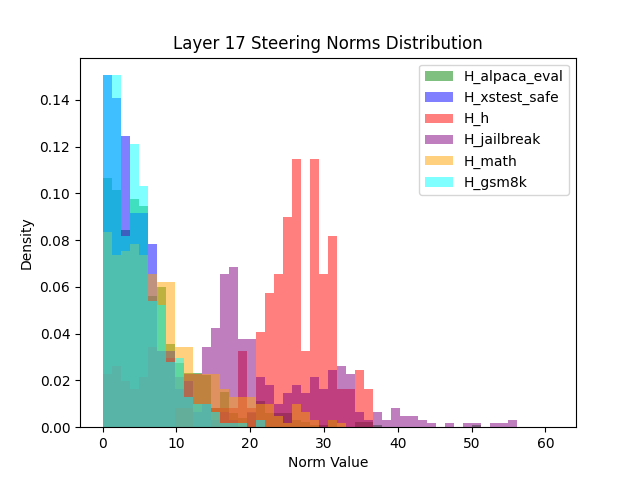 Layer 17 Steering Norms Distribution
H_alpaca_eval
H_xstest_safe
H_h
H_jailbreak
H_math
H_gsm8k
Density
0.14
0.12
0.10
0.08
0.06
0.04
0.02
0.00
0 10 20 30 40 50 60
Norm Value